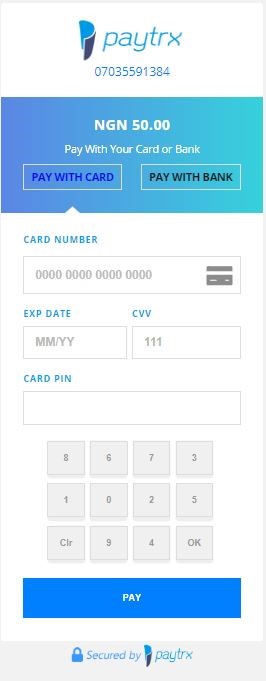 paytrx
07035591384
NGN 50.00
Pay With Your Card or Bank
PAY WITH CARD PAY WITH BANK
CARD NUMBER
0000 0000 0000 0000
EXP DATE CVV
MM/YY 111
CARD PIN
8 6 7 3
1 0 2 5
Clr 9 4 OK
PAY
Secured by paytrx